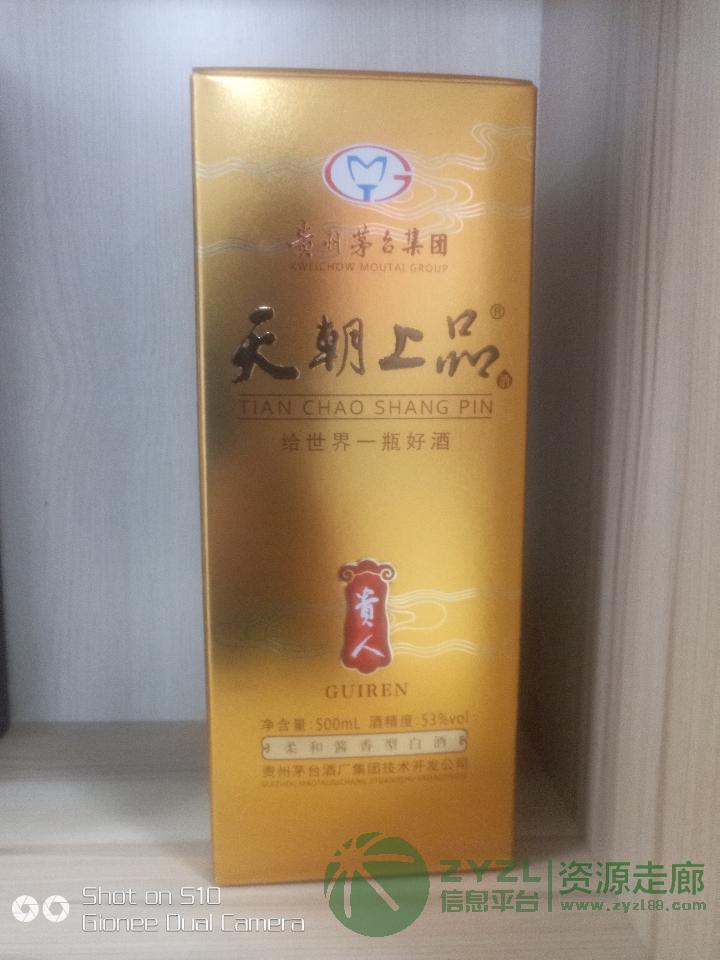 贵州茅台集团
KWEICHOW MOUTAI GROUP
天朝上品®
酒
TIAN CHAO SHANG PIN
给世界一瓶好酒
贵人
GUIREN
净含量:500mL 酒精度:53%vol
柔和酱香型白酒
贵州茅台酒厂集团技术开发公司
Shot on S10
Gionee Dual Camera
ZYZL 资源走廊
信息平台 www.zyzl88.com